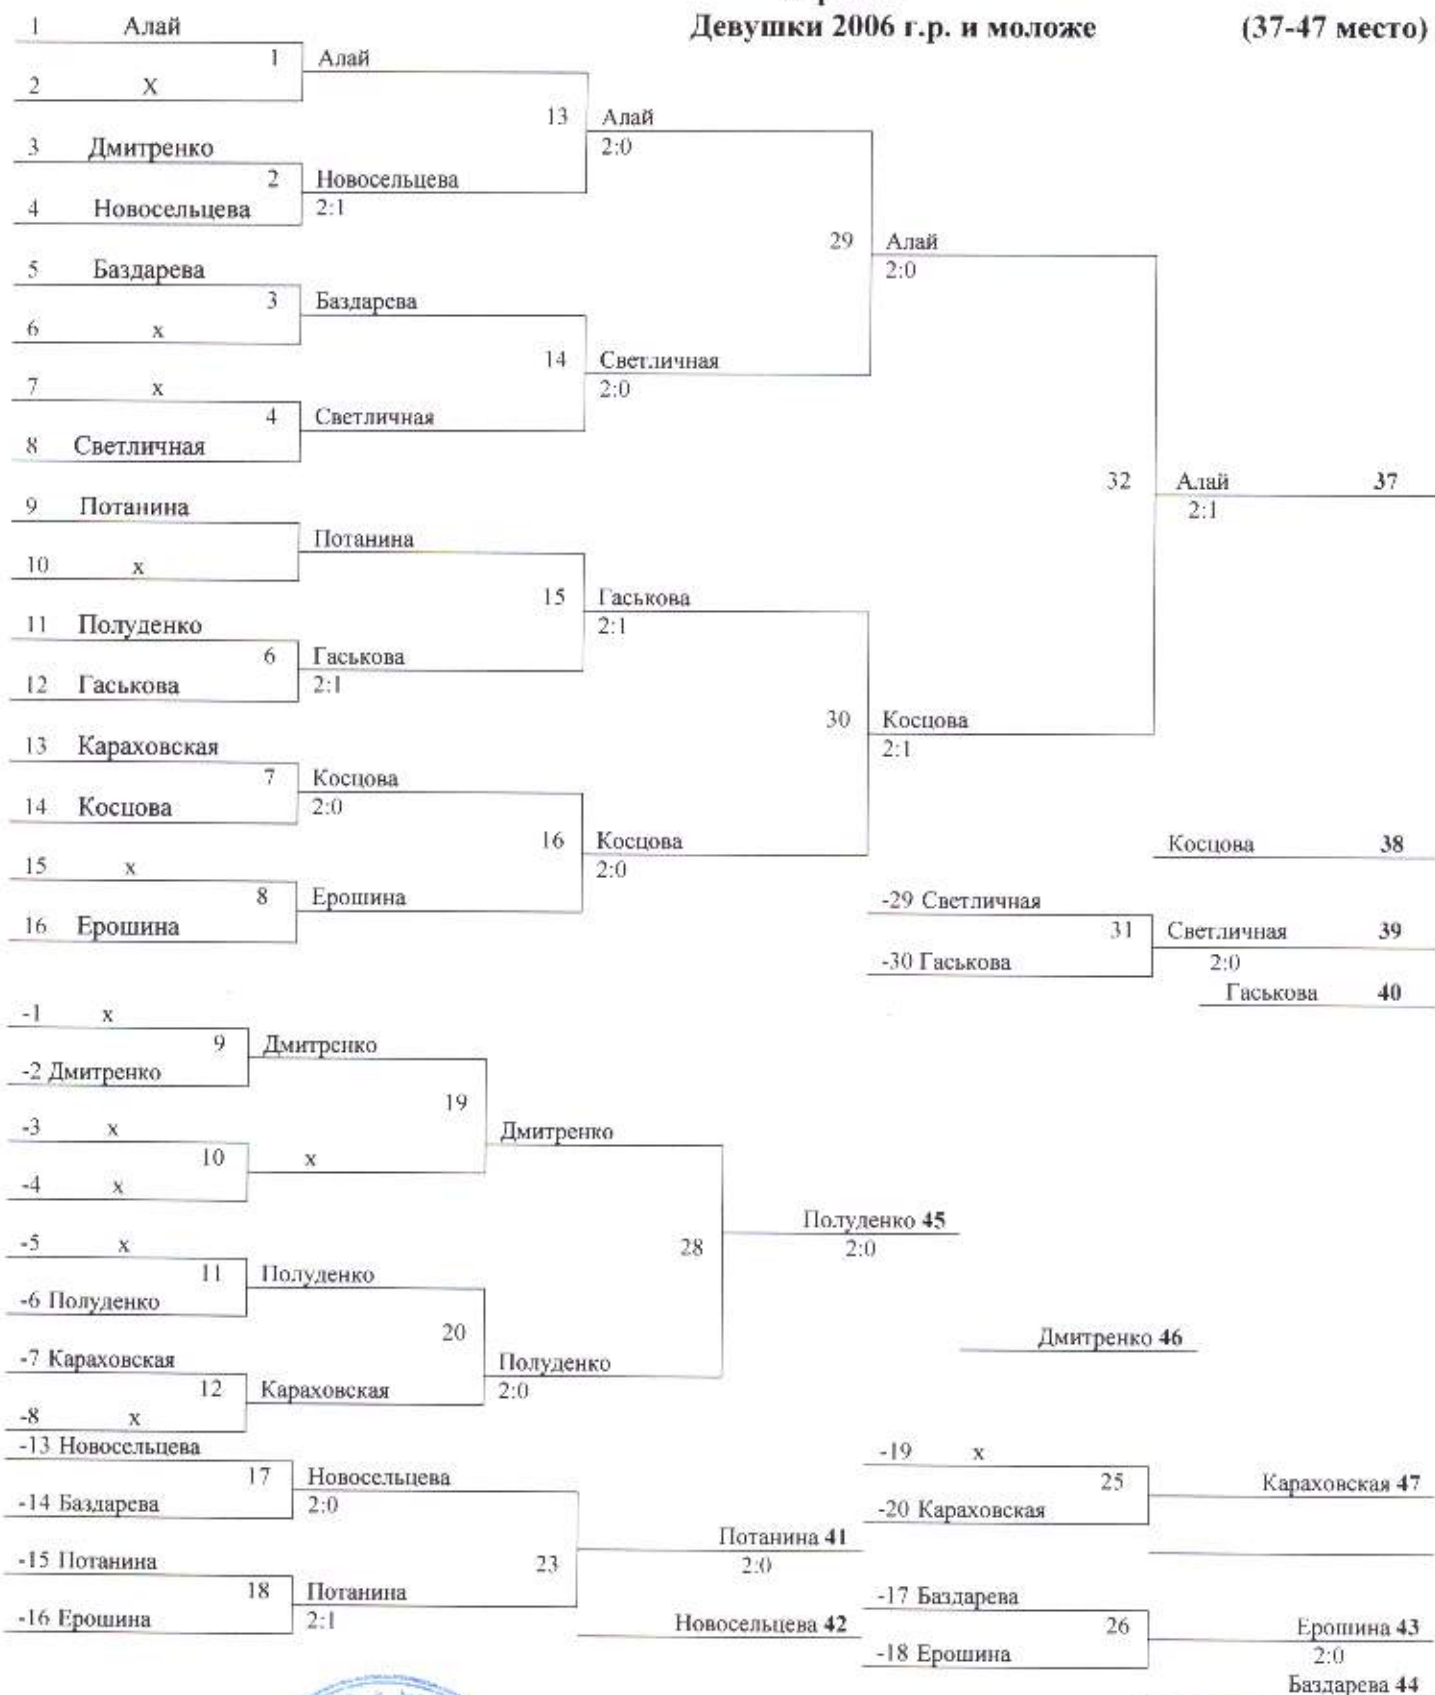 Девушки 2006 г.р. и моложе (37-47 место)
1 Алай
1 Алай
2 X
13 Алай
2:0
3 Дмитренко
2 Новосельцева
2:1
4 Новосельцева
29 Алай
2:0
5 Баздарева
3 Баздарева
6 x
14 Светличная
2:0
7 x
4 Светличная
8 Светличная
32 Алай 37
2:1
9 Потанина
Потанина
10 x
15 Гаськова
2:1
11 Полуденко
6 Гаськова
2:1
12 Гаськова
30 Косцова
2:1
13 Караховская
7 Косцова
2:0
14 Косцова
16 Косцова
2:0
Косцова 38
15 x
8 Ерошина
16 Ерошина
-29 Светличная
31 Светличная 39
2:0
-30 Гаськова
Гаськова 40
-1 x
9 Дмитренко
-2 Дмитренко
19 Дмитренко
-3 x
10 x
-4 x
28 Полуденко 45
2:0
-5 x
11 Полуденко
-6 Полуденко
20 Полуденко
2:0
Дмитренко 46
-7 Караховская
12 Караховская
-8 x
-13 Новосельцева
17 Новосельцева
2:0
-14 Баздарева
-19 x
25 Караховская 47
-20 Караховская
23 Потанина 41
2:0
-15 Потанина
18 Потанина
2:1
-16 Ерошина
Новосельцева 42
-17 Баздарева
26 Ерошина 43
2:0
-18 Ерошина
Баздарева 44